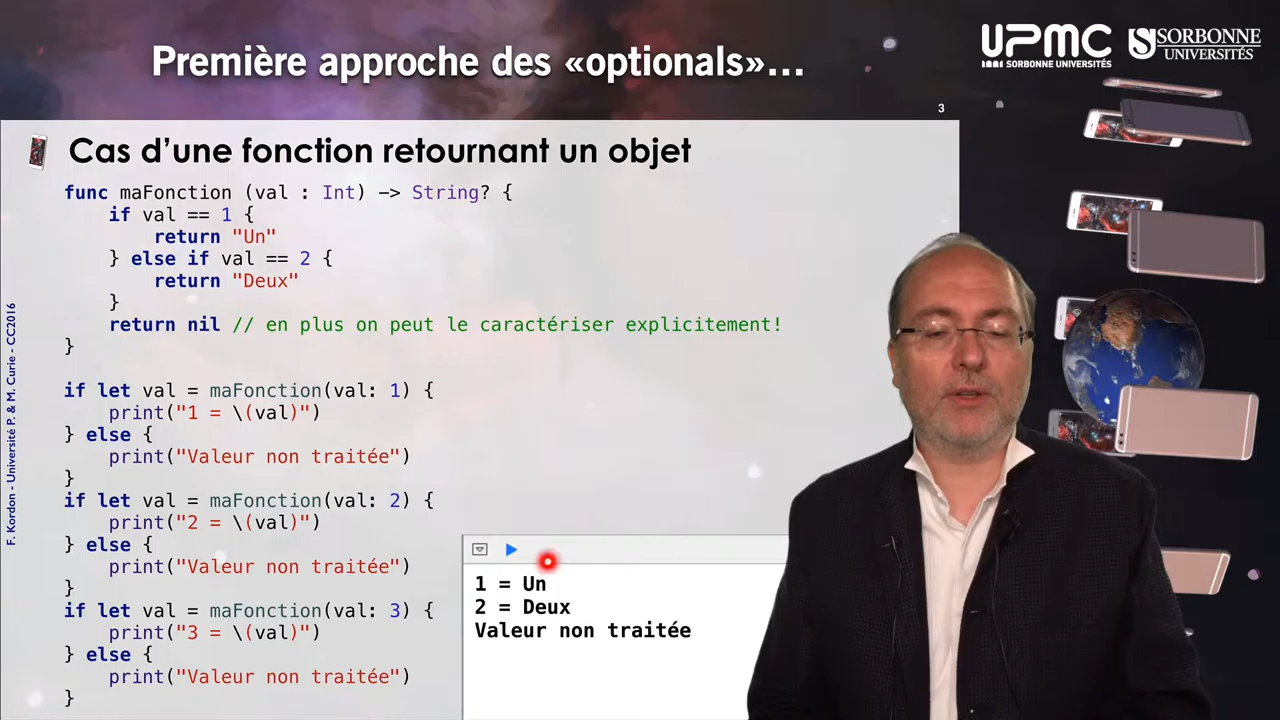 Première approche des «optionals»...
UPMC
SORBONNE UNIVERSITÉS
SORBONNE
UNIVERSITÉS
3
Cas d’une fonction retournant un objet
func maFonction (val : Int) -> String? {
    if val == 1 {
        return "Un"
    } else if val == 2 {
        return "Deux"
    }
    return nil // en plus on peut le caractériser explicitement!
}
if let val = maFonction(val: 1) {
    print("1 = \(val)")
} else {
    print("Valeur non traitée")
}
if let val = maFonction(val: 2) {
    print("2 = \(val)")
} else {
    print("Valeur non traitée")
}
if let val = maFonction(val: 3) {
    print("3 = \(val)")
} else {
    print("Valeur non traitée")
}
1 = Un
2 = Deux
Valeur non traitée
F. Kordon - Université P. & M. Curie - CC2016